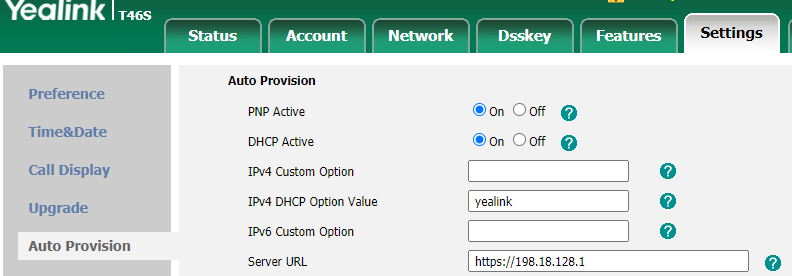 Yealink T46S
Status Account Network Dsskey Features Settings
Preference
Time&Date
Call Display
Upgrade
Auto Provision
Auto Provision
PNP Active On Off ?
DHCP Active On Off ?
IPv4 Custom Option ?
IPv4 DHCP Option Value yealink ?
IPv6 Custom Option ?
Server URL https://198.18.128.1 ?